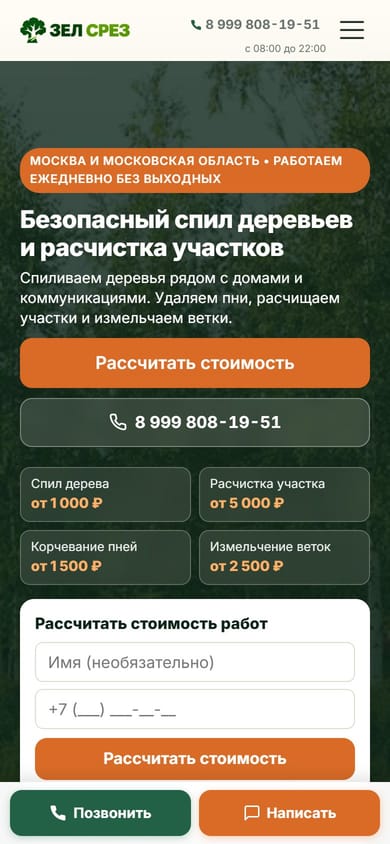 ЗЕЛ СРЕЗ
8 999 808-19-51
с 08:00 до 22:00
МОСКВА И МОСКОВСКАЯ ОБЛАСТЬ • РАБОТАЕМ
ЕЖЕДНЕВНО БЕЗ ВЫХОДНЫХ
Безопасный спил деревьев
и расчистка участков
Спиливаем деревья рядом с домами и
коммуникациями. Удаляем пни, расчищаем
участки и измельчаем ветки.
Рассчитать стоимость
8 999 808-19-51
Спил дерева
от 1 000 ₽
Расчистка участка
от 5 000 ₽
Корчевание пней
от 1 500 ₽
Измельчение веток
от 2 500 ₽
Рассчитать стоимость работ
Имя (необязательно)
+7 (___) ___-__-__
Рассчитать стоимость
Позвонить
Написать